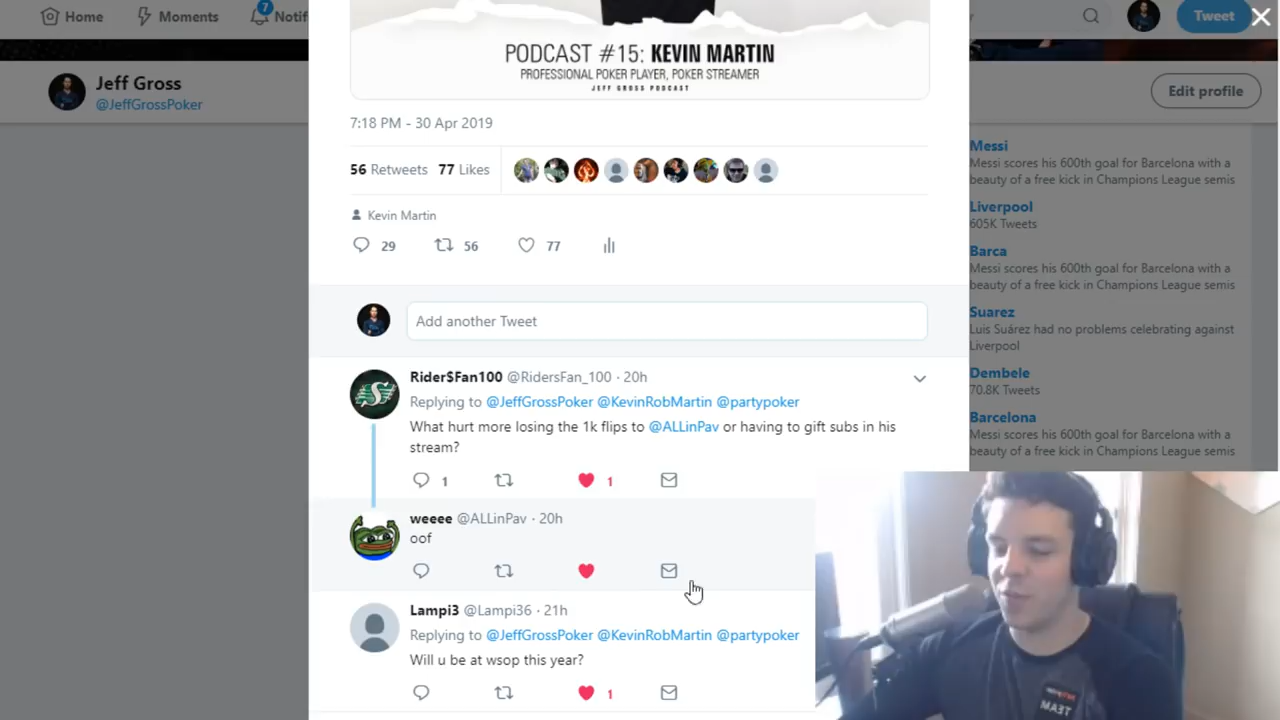 Home
Moments
7
Notif
Tweet
Jeff Gross
@JeffGrossPoker
Edit profile
PODCAST #15: KEVIN MARTIN
PROFESSIONAL POKER PLAYER, POKER STREAMER
JEFF GROSS PODCAST
7:18 PM - 30 Apr 2019
56 Retweets 77 Likes
Kevin Martin
29 56 77
Add another Tweet
Rider$Fan100 @RidersFan_100 · 20h
Replying to @JeffGrossPoker @KevinRobMartin @partypoker
What hurt more losing the 1k flips to @ALLinPav or having to gift subs in his
stream?
1 1
weeee @ALLinPav · 20h
oof
Lampi3 @Lampi36 · 21h
Replying to @JeffGrossPoker @KevinRobMartin @partypoker
Will u be at wsop this year?
1
Messi
Messi scores his 600th goal for Barcelona with a
beauty of a free kick in Champions League semis
Liverpool
605K Tweets
Barca
Messi scores his 600th goal for Barcelona with a
beauty of a free kick in Champions League semis
Suarez
Luis Suárez had no problems celebrating against
Liverpool
Dembele
70.8K Tweets
Barcelona
Messi scores his 600th goal for Barcelona with a
beauty of a free kick in Champions League semis
TEAM